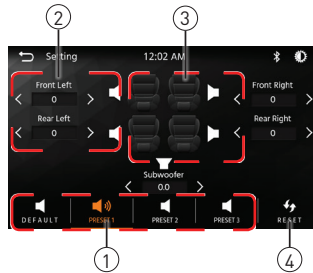 2
3
Setting 12:02 AM
Front Left
0
Rear Left
0
Front Right
0
Rear Right
0
Subwoofer
0.0
DEFAULT PRESET 1 PRESET 2 PRESET 3 RESET
1
4